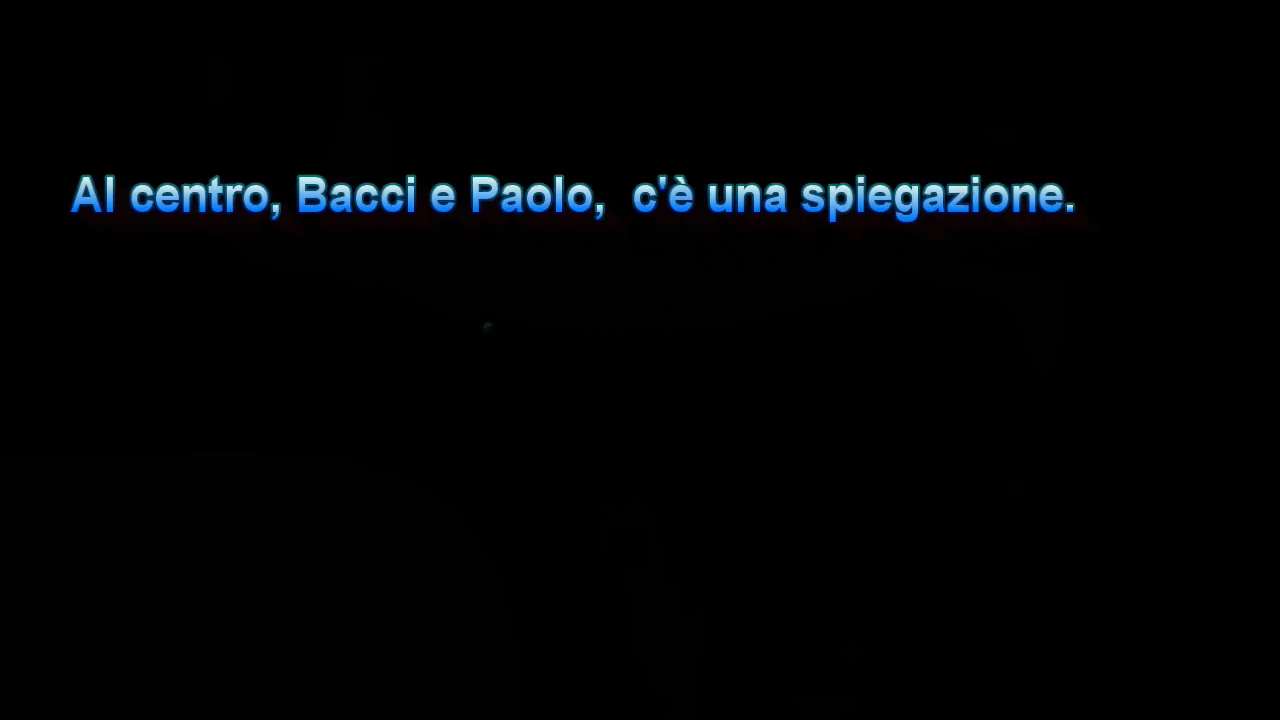 Al centro, Bacci e Paolo,  c'è una spiegazione.